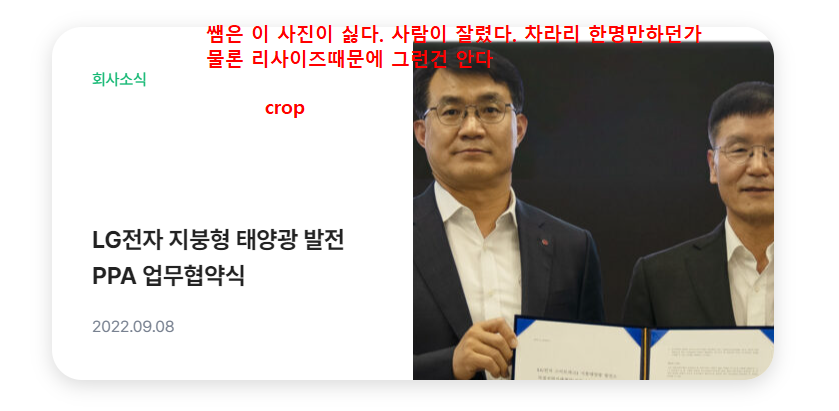 쌤은 이 사진이 싫다. 사람이 잘렸다. 차라리 한명만하던가
물론 리사이즈때문에 그런건 안다
회사소식
crop
LG전자 지붕형 태양광 발전
PPA 업무협약식
2022.09.08